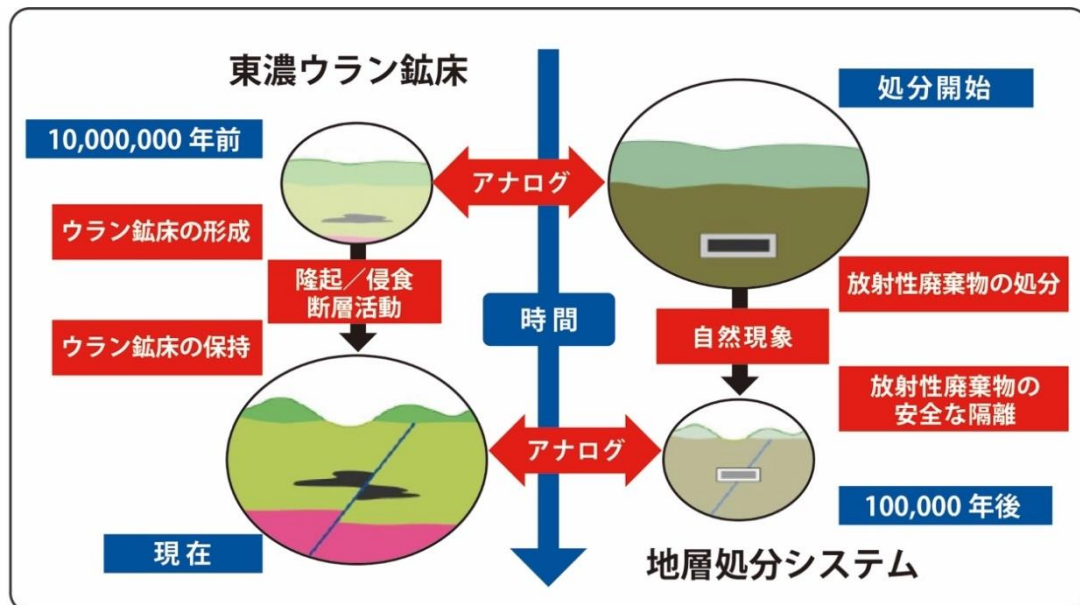 東濃ウラン鉱床
処分開始
10,000,000 年前
アナログ
ウラン鉱床の形成
隆起／侵食
断層活動
放射性廃棄物の処分
時間
自然現象
ウラン鉱床の保持
放射性廃棄物の
安全な隔離
アナログ
100,000 年後
現在
地層処分システム